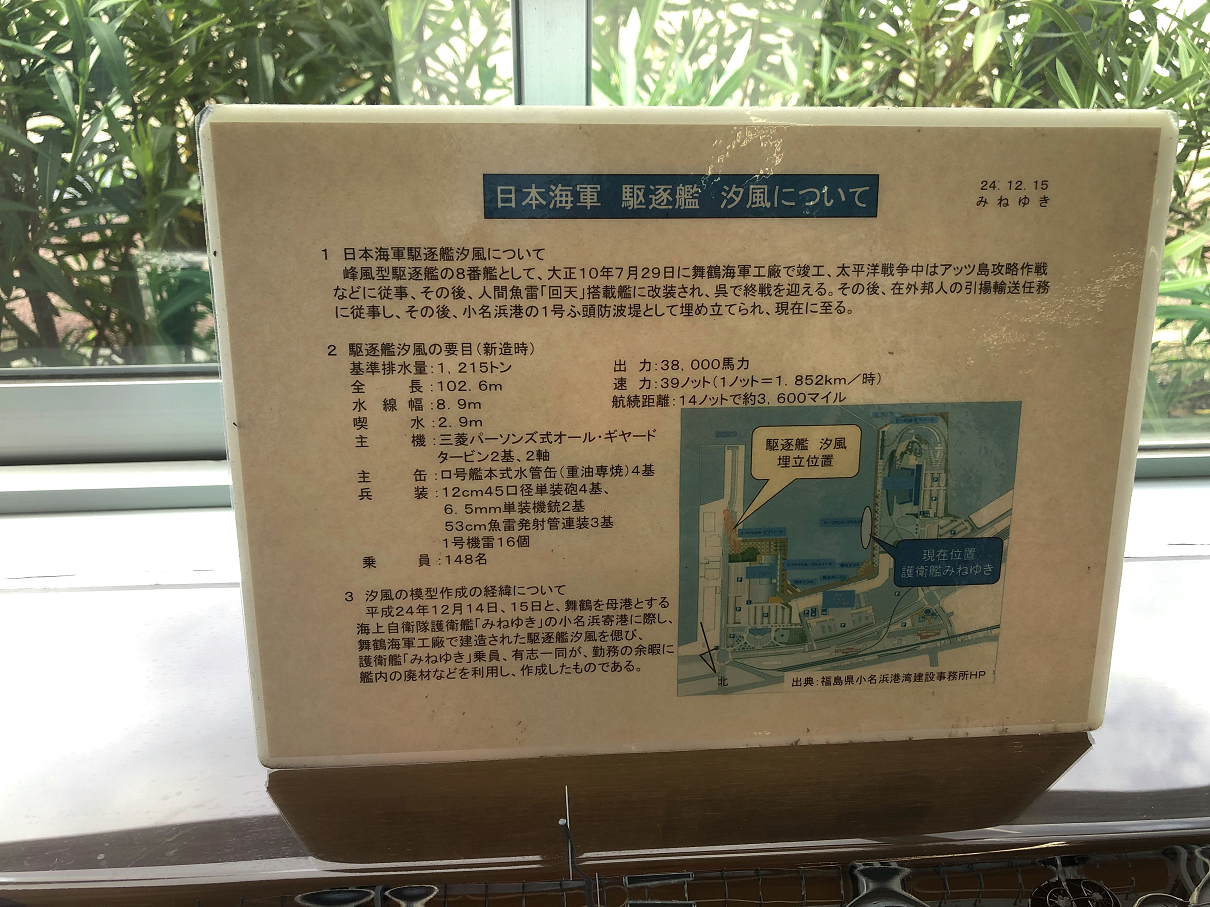 日本海軍 駆逐艦 汐風について
24.12.15
みねゆき
1 日本海軍駆逐艦汐風について
峰風型駆逐艦の8番艦として、大正10年7月29日に舞鶴海軍工廠で竣工、太平洋戦争中はアッツ島攻略作戦
などに従事、その後、人間魚雷「回天」搭載艦に改装され、呉で終戦を迎える。その後、在外邦人の引揚輸送任務
に従事し、その後、小名浜港の1号ふ頭防波堤として埋め立てられ、現在に至る。
2 駆逐艦汐風の要目(新造時)
基準排水量:1,215トン
全長:102.6m
水線幅:8.9m
喫水:2.9m
主機:三菱パーソンズ式オール・ギヤード
タービン2基、2軸
主缶:ロ号艦本式水管缶(重油専焼)4基
兵装:12cm45口径単装砲4基、
6.5mm単装機銃2基
53cm魚雷発射管連装3基
1号機雷16個
乗員:148名
出力:38,000馬力
速力:39ノット(1ノット=1.852km/時)
航続距離:14ノットで約3,600マイル
駆逐艦 汐風
埋立位置
現在位置
護衛艦みねゆき
北
出典:福島県小名浜港湾建設事務所HP
3 汐風の模型作成の経緯について
平成24年12月14日、15日と、舞鶴を母港とする
海上自衛隊護衛艦「みねゆき」の小名浜寄港に際し、
舞鶴海軍工廠で建造された駆逐艦汐風を偲び、
護衛艦「みねゆき」乗員、有志一同が、勤務の余暇に
艦内の廃材などを利用し、作成したものである。